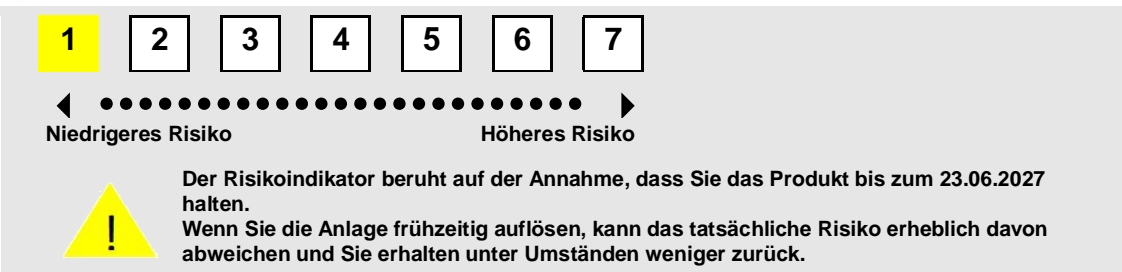 1 2 3 4 5 6 7
Niedrigeres Risiko Höheres Risiko
Der Risikoindikator beruht auf der Annahme, dass Sie das Produkt bis zum 23.06.2027
halten.
Wenn Sie die Anlage frühzeitig auflösen, kann das tatsächliche Risiko erheblich davon
abweichen und Sie erhalten unter Umständen weniger zurück.
!